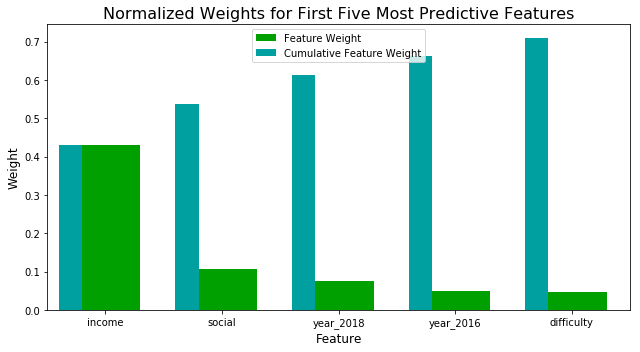 Normalized Weights for First Five Most Predictive Features
Feature Weight
Cumulative Feature Weight
Weight
0.7
0.6
0.5
0.4
0.3
0.2
0.1
0.0
income social year_2018 year_2016 difficulty
Feature